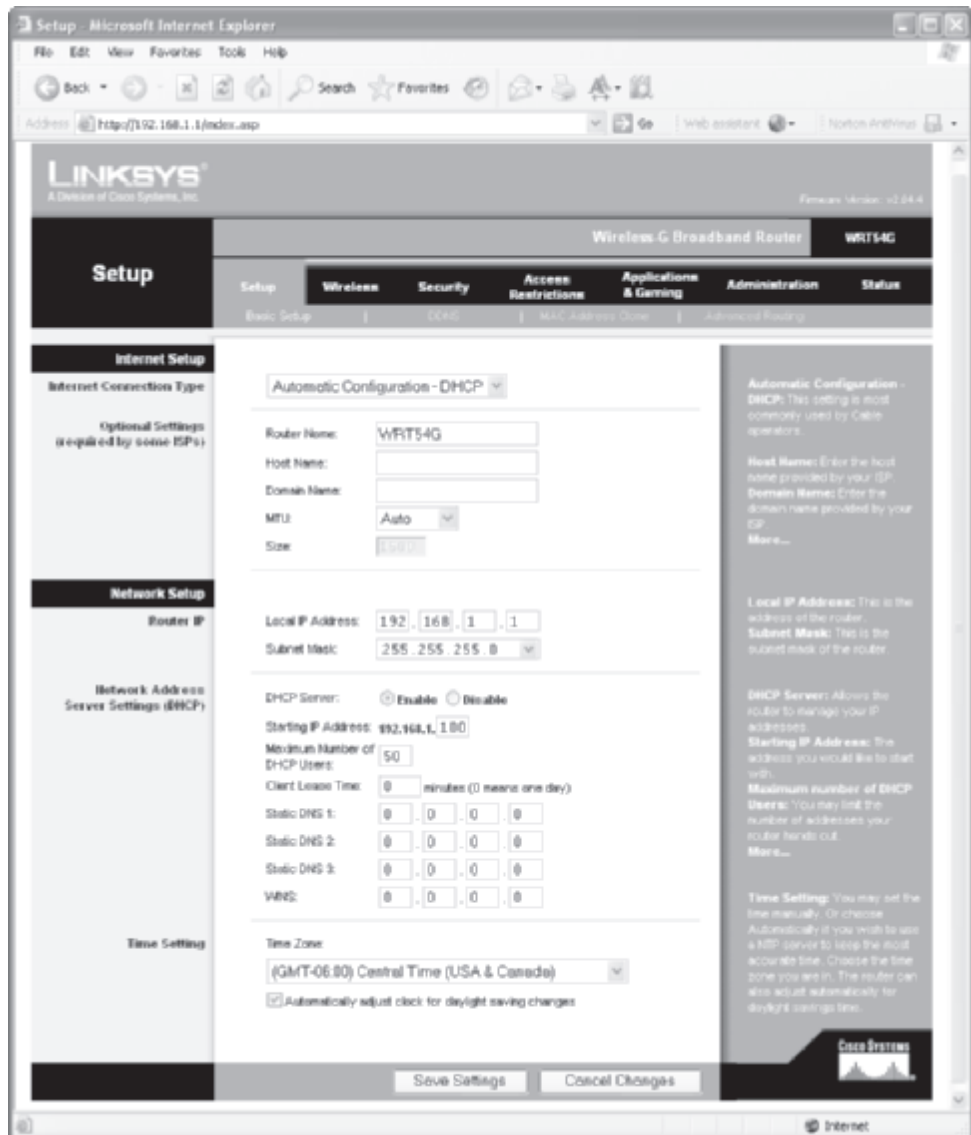 Setup - Microsoft Internet Explorer
File Edit View Favorites Tools Help
Back Search Favorites
Address http://192.168.1.1/index.asp Go Web assistant Norton AntiVirus
LINKSYS®
A Division of Cisco Systems, Inc.
Firmware Version: v2.04.4
Wireless-G Broadband Router WRT54G
Setup
Setup Wireless Security Access Restrictions Applications & Gaming Administration Status
Basic Setup | DDNS | MAC Address Clone | Advanced Routing
Internet Setup
Internet Connection Type
Automatic Configuration - DHCP
Optional Settings
(required by some ISPs)
Router Name: WRT54G
Host Name:
Domain Name:
MTU: Auto
Size: 1500
Automatic Configuration -
DHCP: This setting is most
commonly used by Cable
operators.
Host Name: Enter the host
name provided by your ISP.
Domain Name: Enter the
domain name provided by your
ISP.
More...
Network Setup
Router IP
Local IP Address: 192 . 168 . 1 . 1
Subnet Mask: 255.255.255.0
Local IP Address: This is the
address of the router.
Subnet Mask: This is the
subnet mask of the router.
Network Address
Server Settings (DHCP)
DHCP Server: Enable Disable
Starting IP Address: 192.168.1.100
Maximum Number of
DHCP Users: 50
Client Lease Time: 0 minutes (0 means one day)
Static DNS 1: 0 . 0 . 0 . 0
Static DNS 2: 0 . 0 . 0 . 0
Static DNS 3: 0 . 0 . 0 . 0
WINS: 0 . 0 . 0 . 0
DHCP Server: Allows the
router to manage your IP
addresses.
Starting IP Address: The
address you would like to start
with.
Maximum number of DHCP
Users: You may limit the
number of addresses your
router hands out.
More...
Time Setting
Time Zone:
(GMT-06:00) Central Time (USA & Canada)
Automatically adjust clock for daylight saving changes
Time Setting: You may set the
time manually. Or choose
Automatically if you wish to use
a NTP server to keep the most
accurate time. Choose the time
zone you are in. The router can
also adjust automatically for
daylight savings time.
CISCO SYSTEMS
Save Settings Cancel Changes
Internet